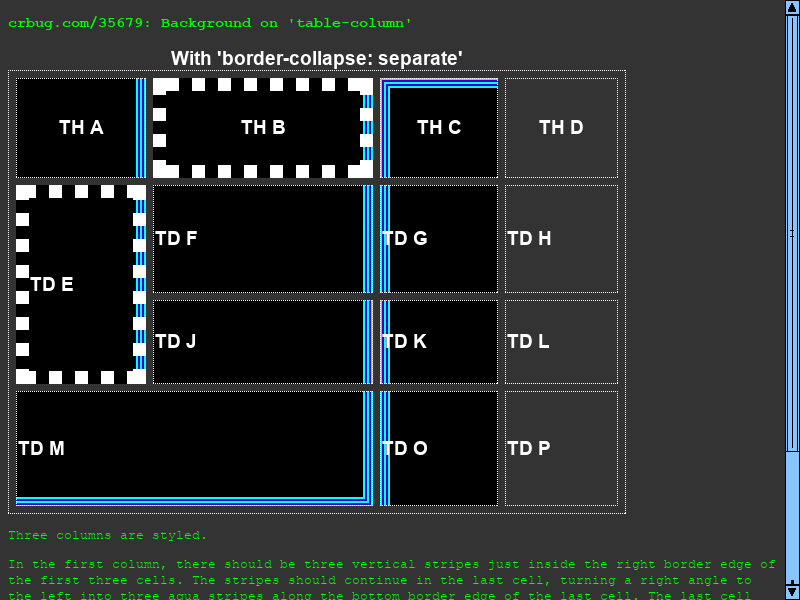 crbug.com/35679: Background on 'table-column'
With 'border-collapse: separate'
TH A TH B TH C TH D
TD E TD F TD G TD H
TD J TD K TD L
TD M TD O TD P
Three columns are styled.
In the first column, there should be three vertical stripes just inside the right border edge of
the first three cells. The stripes should continue in the last cell, turning a right angle to
the left into three aqua stripes along the bottom border edge of the last cell. The last cell